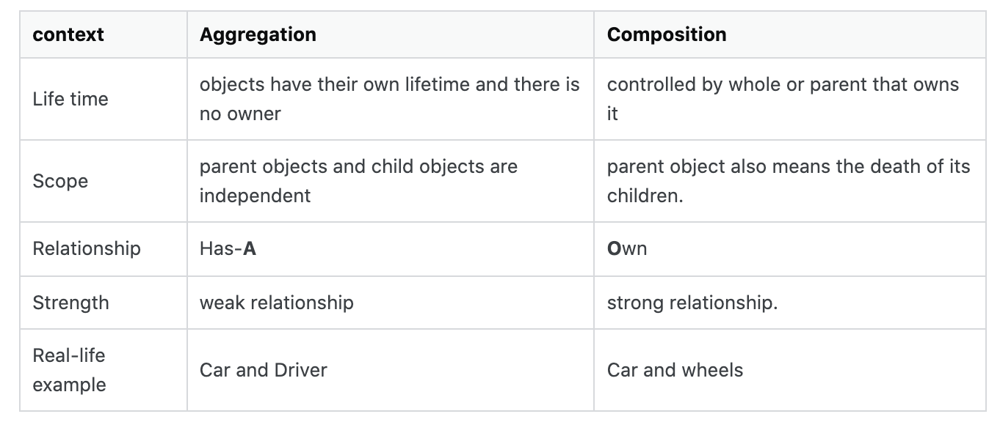 context Aggregation Composition
Life time objects have their own lifetime and there is no owner controlled by whole or parent that owns it
Scope parent objects and child objects are independent parent object also means the death of its children.
Relationship Has-A Own
Strength weak relationship strong relationship.
Real-life example Car and Driver Car and wheels